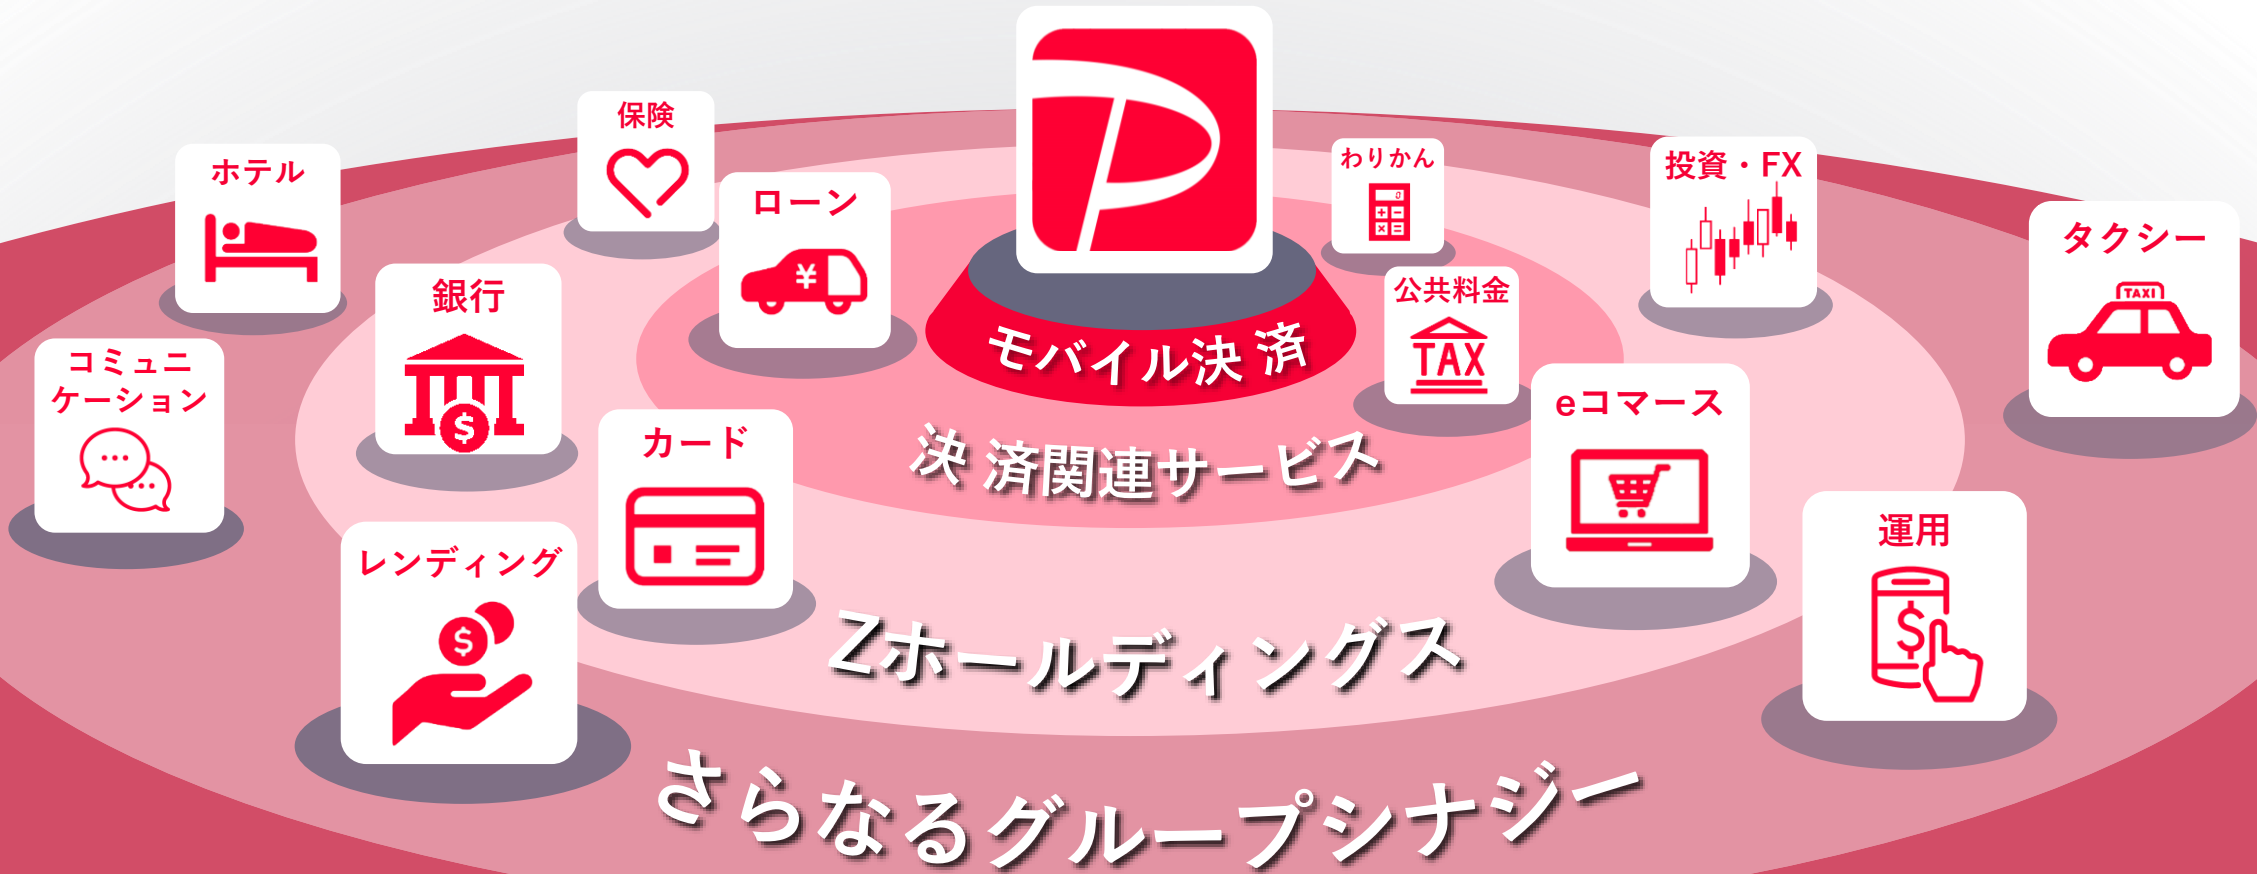 保険
ホテル
ローン
わりかん
投資・FX
タクシー
TAXI
銀行
¥
公共料金
TAX
コミュニ
ケーション
モバイル決済
eコマース
カード
$
決済関連サービス
運用
$
レンディング
$
Zホールディングス
さらなるグループシナジー